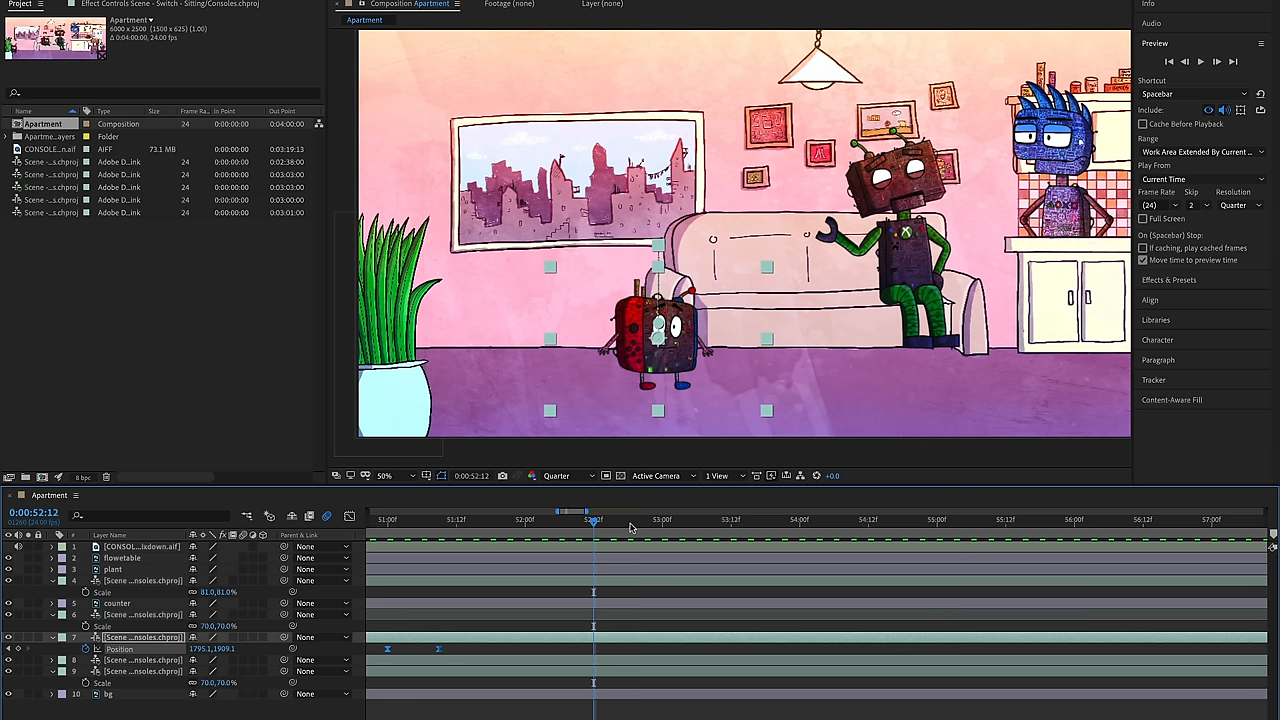 Project
Effect Controls Scene - Switch - Sitting/Consoles.chproj
Composition Apartment
Footage (none)
Layer (none)
Info
Apartment
6000 x 2500 (1500 x 625) (1.00)
Δ 0:04:00:00, 24.00 fps
Apartment
Audio
Preview
Shortcut
Spacebar
Include:
Cache Before Playback
Range
Work Area Extended By Current ...
Play From
Current Time
Frame Rate Skip Resolution
(24) 2 Quarter
Full Screen
On (Spacebar) Stop:
If caching, play cached frames
Move time to preview time
Effects & Presets
Align
Libraries
Character
Paragraph
Tracker
Content-Aware Fill
Name Type Size Frame Ra... In Point Out Point
Apartment Composition 24 0:00:00:00 0:04:00:00
Apartme...ayers Folder
CONSOLE...n.aif AIFF 73.1 MB 0:00:00:00 0:03:19:13
Scene -...s.chproj Adobe D...ink 24 0:00:00:00 0:02:38:00
Scene -...s.chproj Adobe D...ink 24 0:00:00:00 0:03:03:00
Scene -...s.chproj Adobe D...ink 24 0:00:00:00 0:03:03:00
Scene -...s.chproj Adobe D...ink 24 0:00:00:00 0:03:03:00
Scene -...s.chproj Adobe D...ink 24 0:00:00:00 0:03:01:00
8 bpc
50% 0:00:52:12 Quarter Active Camera 1 View +0.0
Apartment
0:00:52:12
01260 (24.00 fps)
51:00f 51:12f 52:00f 52:12f 53:00f 53:12f 54:00f 54:12f 55:00f 55:12f 56:00f 56:12f 57:00f
# Layer Name Parent & Link
1 [CONSOL...ixdown.aif] None
2 flowetable None
3 plant None
4 [Scene ...nsoles.chproj] None
Scale 81.0,81.0%
5 counter None
6 [Scene ...nsoles.chproj] None
Scale 70.0,70.0%
7 [Scene ...nsoles.chproj] None
Position 1795.1,1909.1
8 [Scene ...nsoles.chproj] None
9 [Scene ...nsoles.chproj] None
Scale 70.0,70.0%
10 bg None